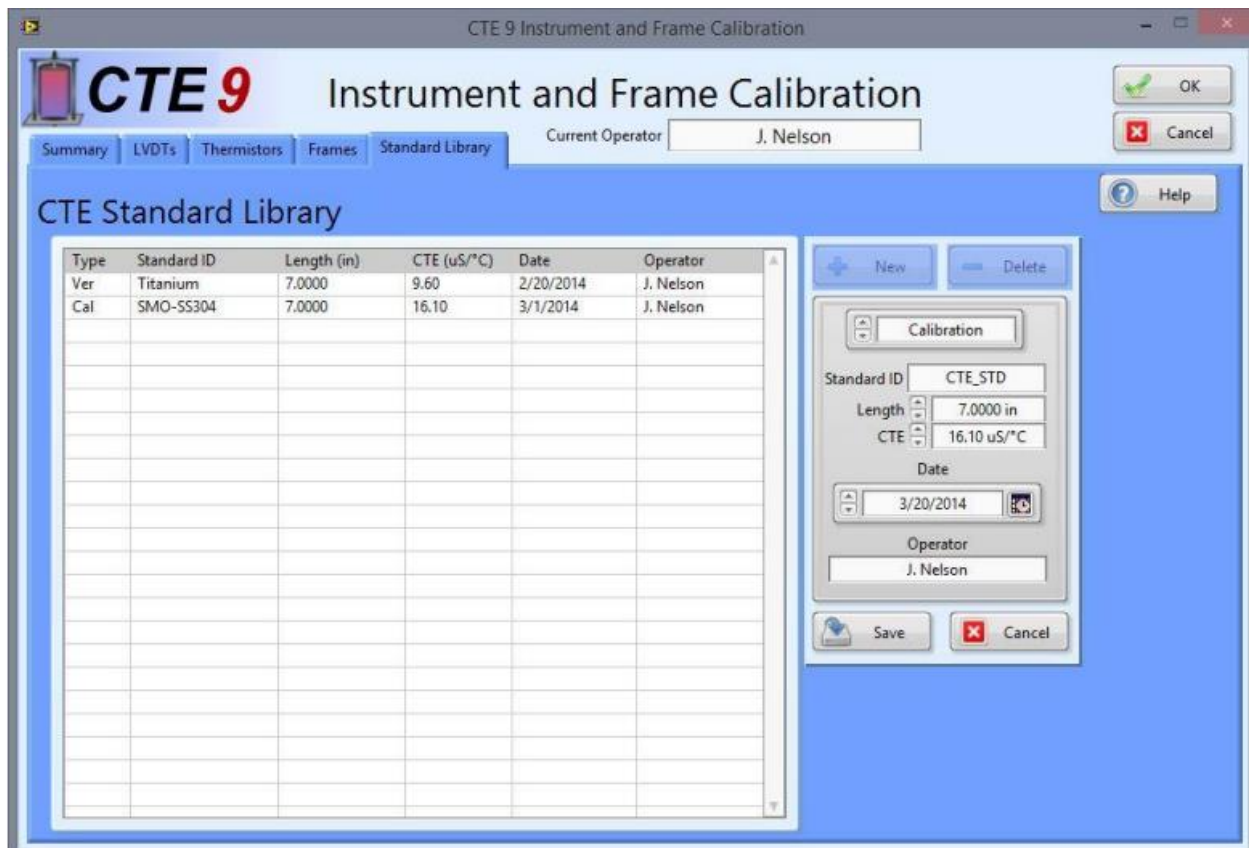 CTE 9 Instrument and Frame Calibration
CTE 9
Instrument and Frame Calibration
OK
Current Operator J. Nelson
Cancel
Summary LVDTs Thermistors Frames Standard Library
Help
CTE Standard Library
Type Standard ID Length (in) CTE (uS/°C) Date Operator
Ver Titanium 7.0000 9.60 2/20/2014 J. Nelson
Cal SMO-SS304 7.0000 16.10 3/1/2014 J. Nelson
New Delete
Calibration
Standard ID CTE_STD
Length 7.0000 in
CTE 16.10 uS/°C
Date
3/20/2014
Operator
J. Nelson
Save Cancel